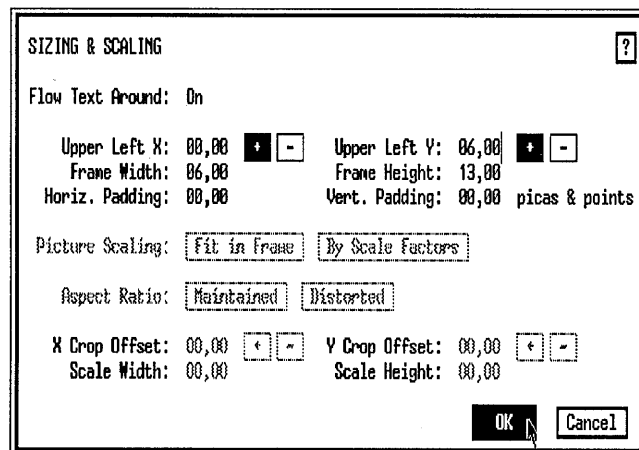 SIZING & SCALING ?
Flow Text Around: On
Upper Left X: 00,00 + - Upper Left Y: 06,00 + -
Frame Width: 06,00 Frame Height: 13,00
Horiz. Padding: 00,00 Vert. Padding: 00,00 picas & points
Picture Scaling: Fit in Frame By Scale Factors
Aspect Ratio: Maintained Distorted
X Crop Offset: 00,00 + - Y Crop Offset: 00,00 + -
Scale Width: 00,00 Scale Height: 00,00
OK Cancel